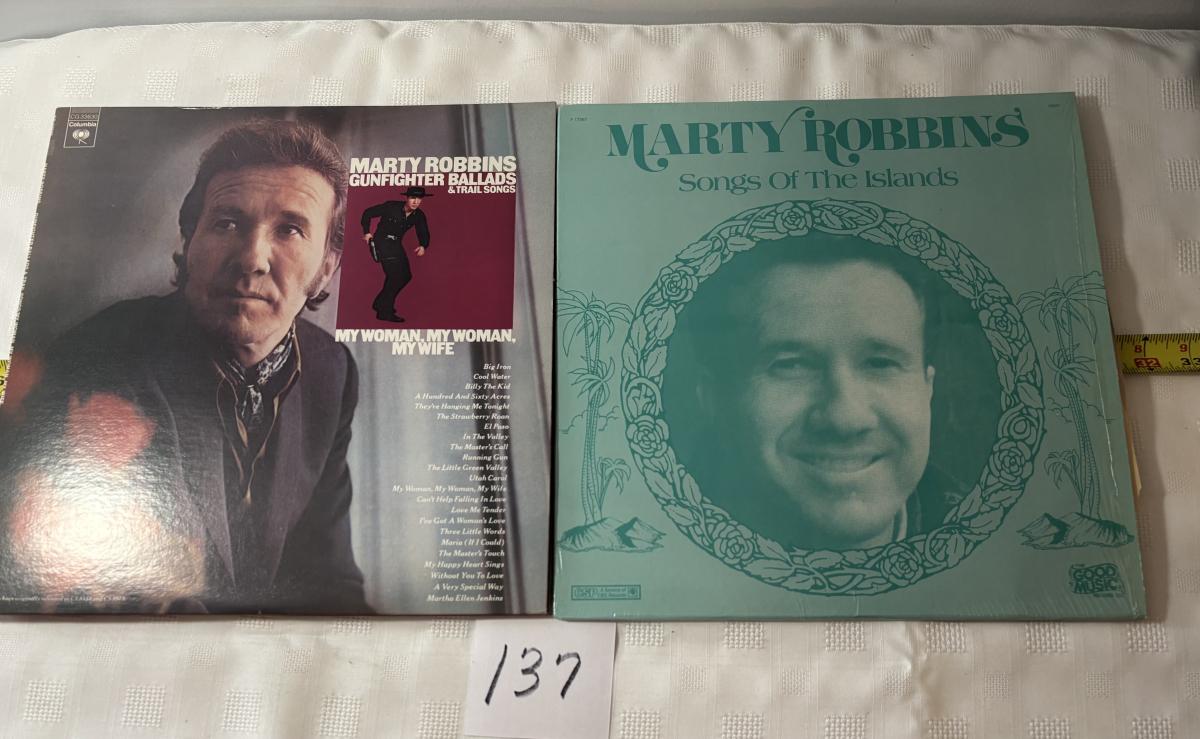 CG 33630
Columbia
MARTY ROBBINS
GUNFIGHTER BALLADS
& TRAIL SONGS
MY WOMAN, MY WOMAN,
MY WIFE
Big Iron
Cool Water
Billy The Kid
A Hundred And Sixty Acres
They're Hanging Me Tonight
The Strawberry Roan
El Paso
In The Valley
The Master's Call
Running Gun
The Little Green Valley
Utah Carol
My Woman, My Woman, My Wife
Can't Help Falling In Love
Love Me Tender
I've Got A Woman's Love
Three Little Words
Maria (If I Could)
The Master's Touch
My Happy Heart Sings
Without You To Love
A Very Special Way
Martha Ellen Jenkins
MARTY ROBBINS
Songs Of The Islands
GOOD
MUSIC
8
9
32
33
137